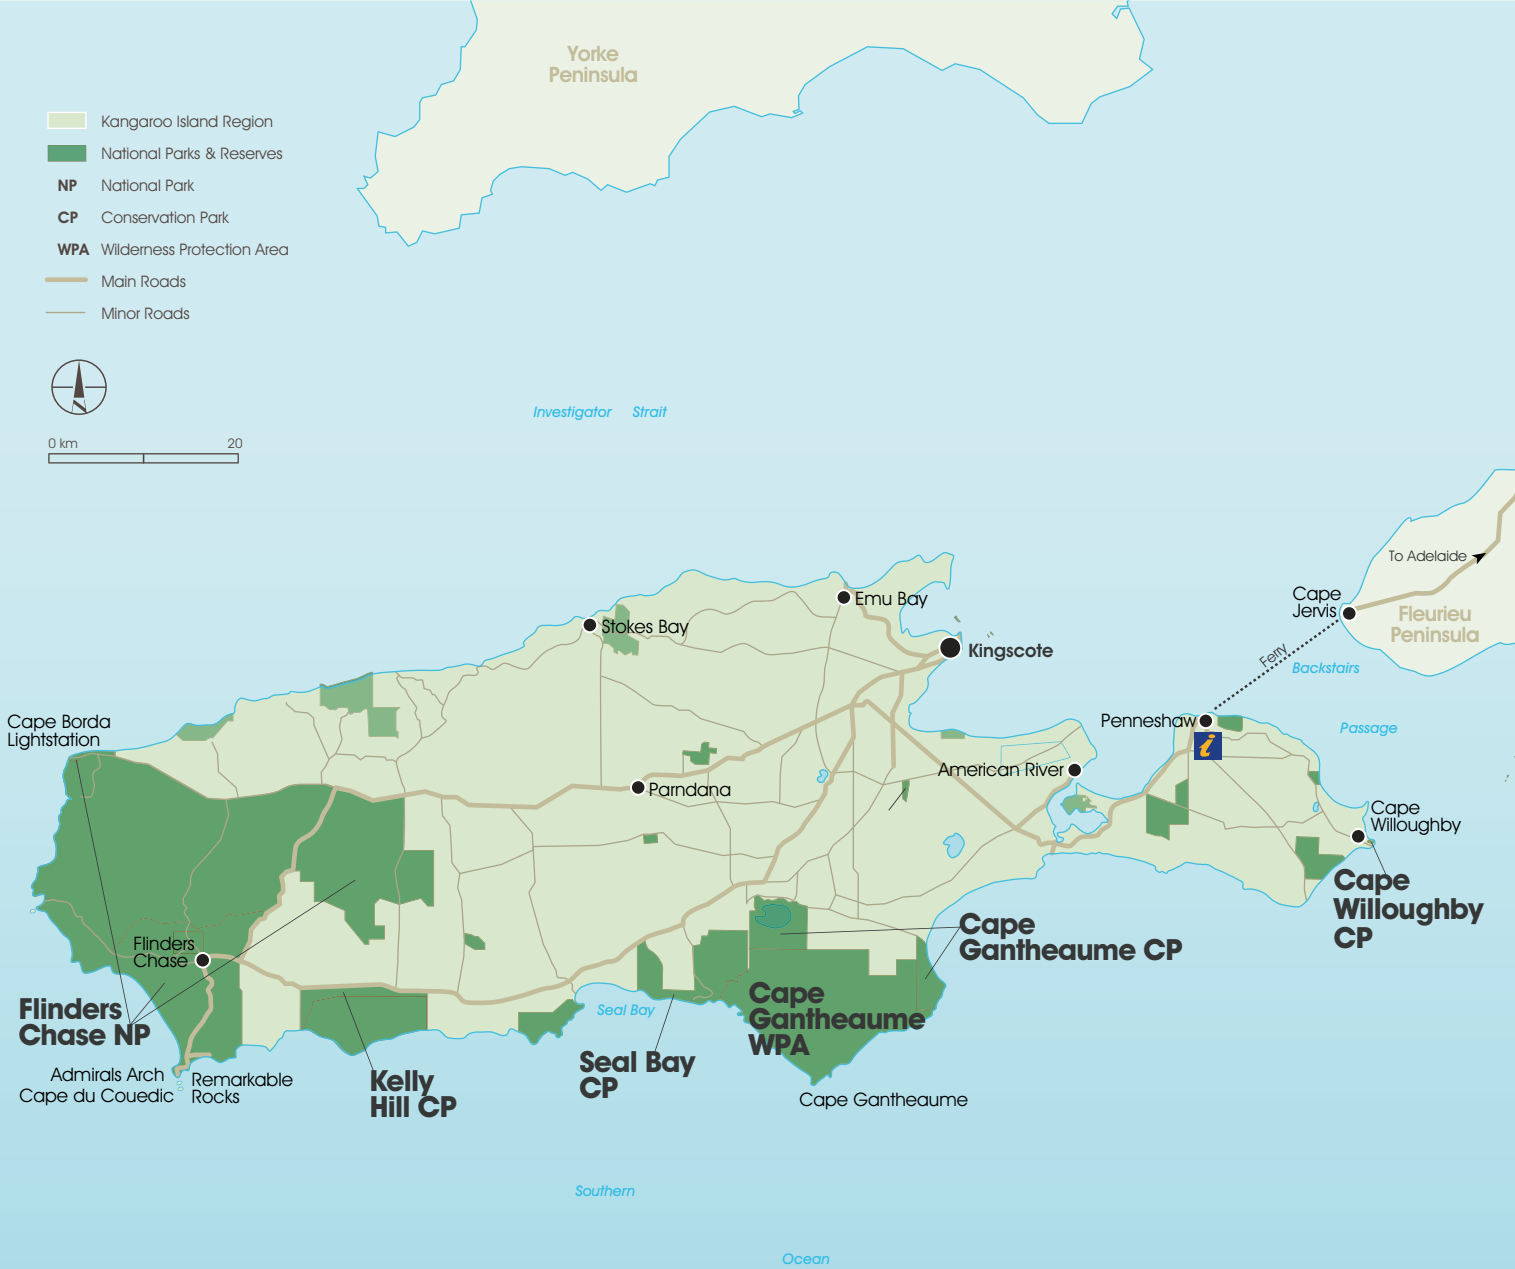 Yorke
Peninsula
Kangaroo Island Region
National Parks & Reserves
NP National Park
CP Conservation Park
WPA Wilderness Protection Area
Main Roads
Minor Roads
0 km 20
Investigator Strait
To Adelaide
Cape
Jervis
Fleurieu
Peninsula
Ferry
Backstairs
Passage
Emu Bay
Stokes Bay
Kingscote
Cape Borda
Lightstation
Penneshaw
i
American River
Parndana
Cape
Willoughby
Cape
Willoughby
CP
Cape
Gantheaume CP
Flinders
Chase
Flinders
Chase NP
Cape
Gantheaume
WPA
Seal Bay
Seal Bay
CP
Kelly
Hill CP
Admirals Arch
Cape du Couedic
Remarkable
Rocks
Cape Gantheaume
Southern
Ocean